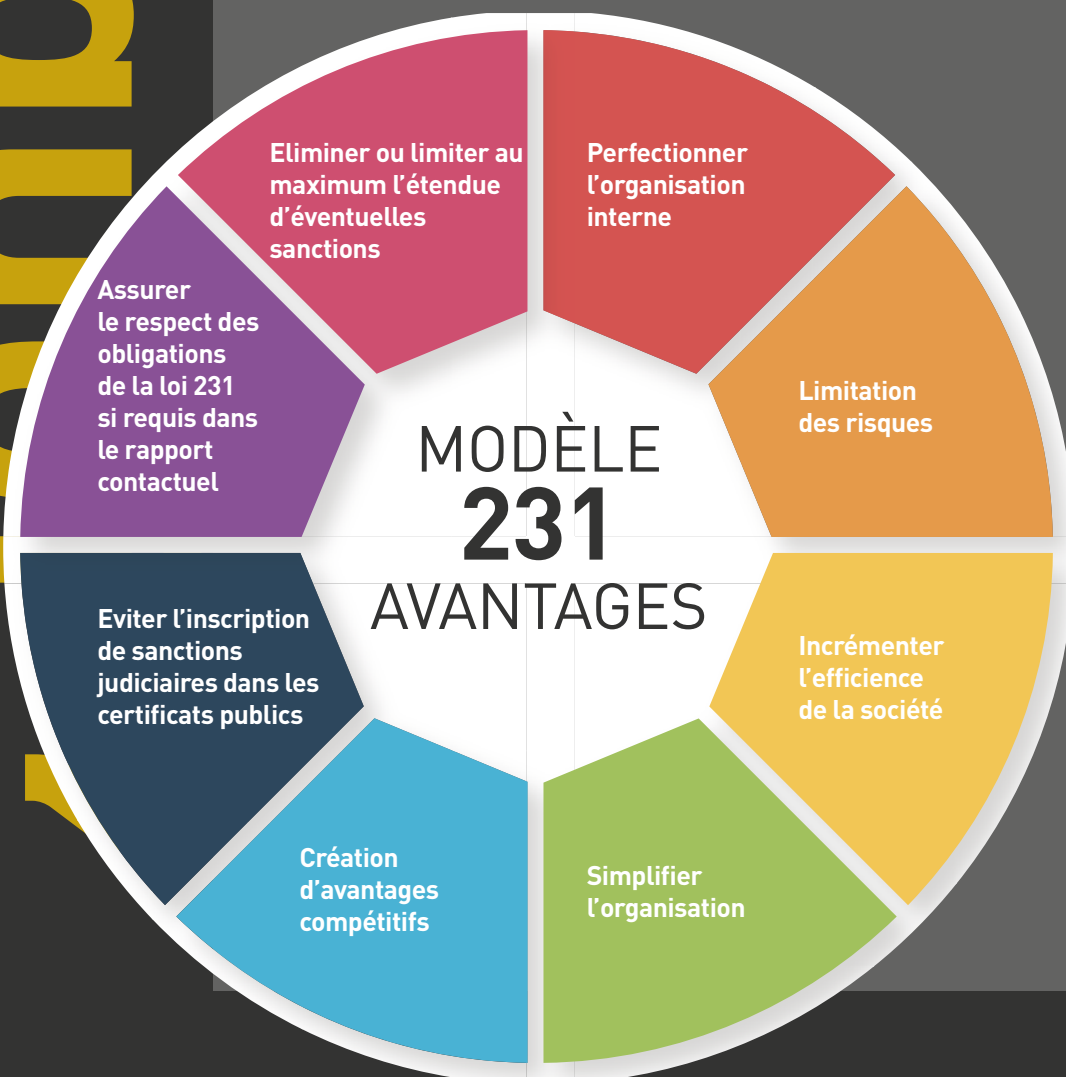 MODÈLE
231
AVANTAGES
Perfectionner
l’organisation
interne
Limitation
des risques
Incrémenter
l’efficience
de la société
Simplifier
l’organisation
Création
d’avantages
compétitifs
Eviter l’inscription
de sanctions
judiciaires dans les
certificats publics
Assurer
le respect des
obligations
de la loi 231
si requis dans
le rapport
contactuel
Eliminer ou limiter au
maximum l’étendue
d’éventuelles
sanctions